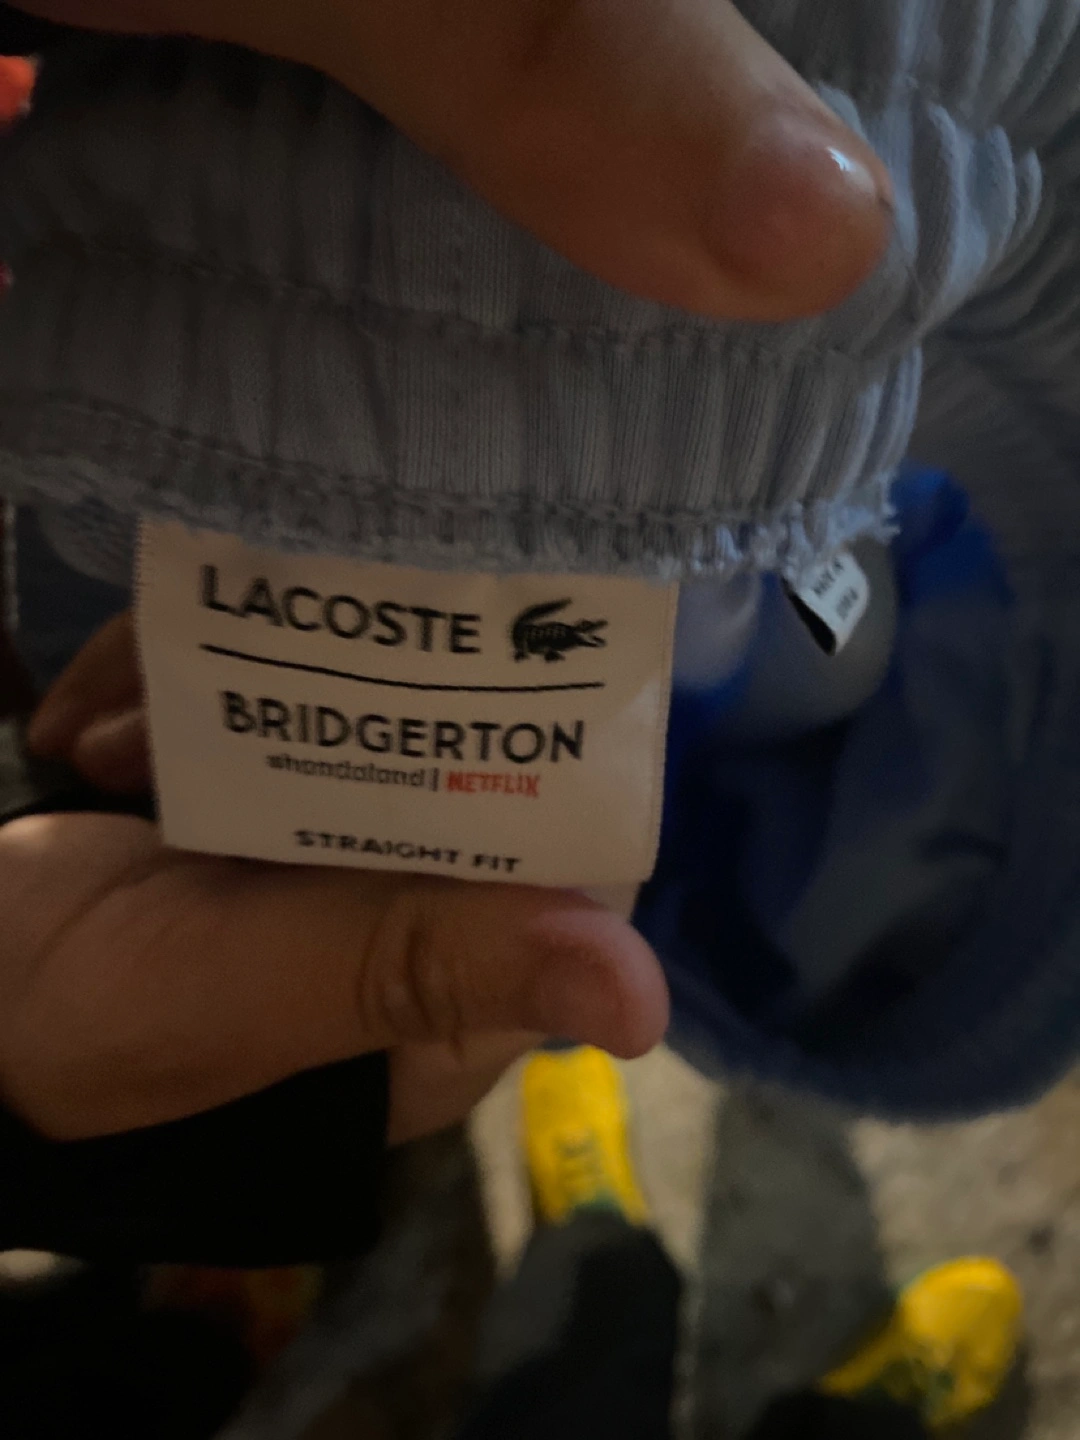 LACOSTE
BRIDGERTON
shondaland | NETFLIX
STRAIGHT FIT